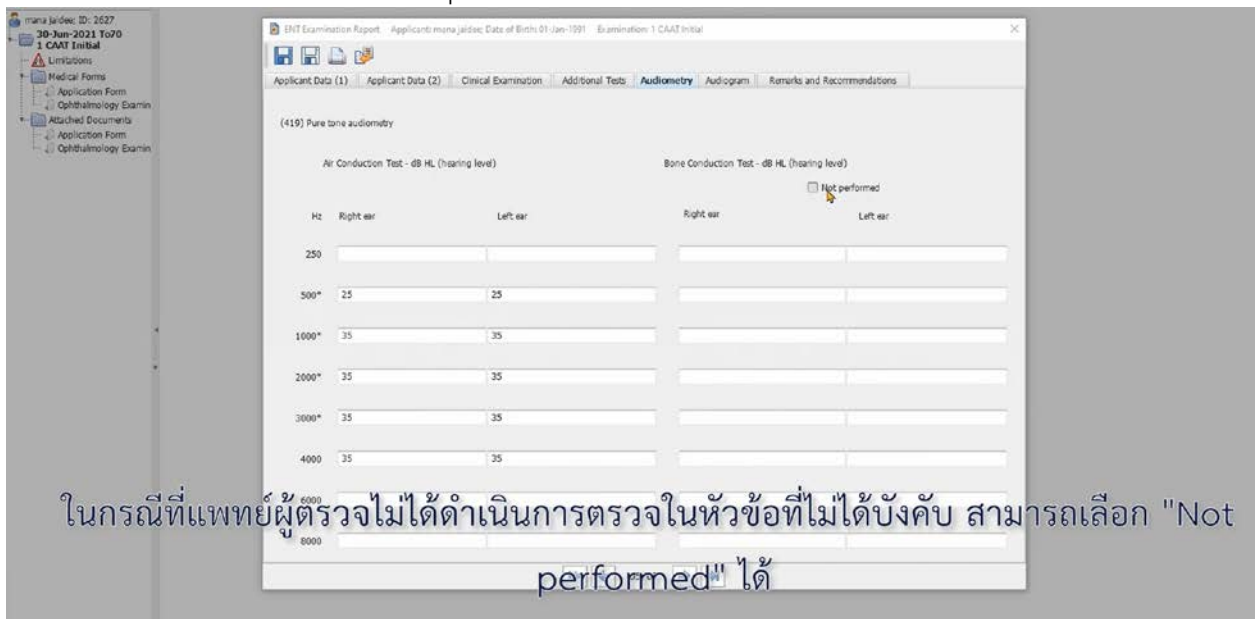 mana jaidee; ID: 2627
30-Jun-2021 To70
1 CAAT Initial
Limitations
Medical Forms
Application Form
Ophthalmology Examin
Attached Documents
Application Form
Ophthalmology Examin
ENT Examination Report Applicant: mana jaidee; Date of Birth: 01-Jan-1991 Examination: 1 CAAT Initial
Applicant Data (1) Applicant Data (2) Clinical Examination Additional Tests Audiometry Audiogram Remarks and Recommendations
(419) Pure tone audiometry
Air Conduction Test - dB HL (hearing level) Bone Conduction Test - dB HL (hearing level)
Not performed
Hz Right ear Left ear Right ear Left ear
250
500* 25 25
1000* 35 35
2000* 35 35
3000* 35 35
4000 35 35
6000
8000
ในกรณีที่แพทย์ผู้ตรวจไม่ได้ดำเนินการตรวจในหัวข้อที่ไม่ได้บังคับ สามารถเลือก "Not
performed" ได้